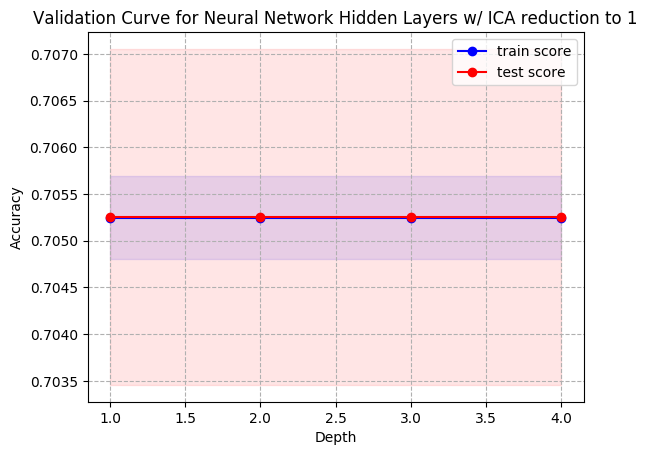 Validation Curve for Neural Network Hidden Layers w/ ICA reduction to 1
train score
test score
0.7070
0.7065
0.7060
0.7055
0.7050
0.7045
0.7040
0.7035
Accuracy
1.0 1.5 2.0 2.5 3.0 3.5 4.0
Depth